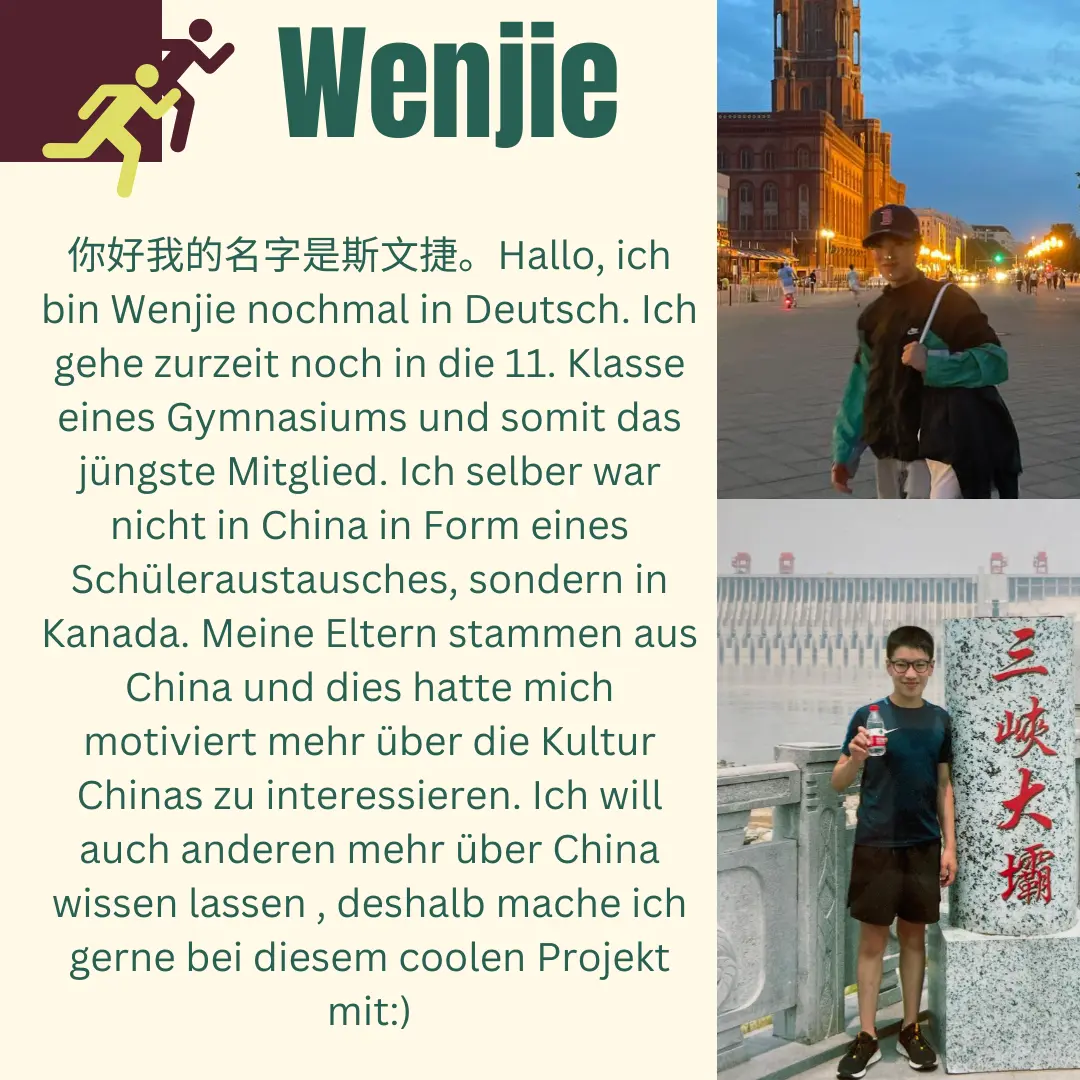 Wenjie
你好我的名字是斯文捷。Hallo, ich
bin Wenjie nochmal in Deutsch. Ich
gehe zurzeit noch in die 11. Klasse
eines Gymnasiums und somit das
jüngste Mitglied. Ich selber war
nicht in China in Form eines
Schüleraustausches, sondern in
Kanada. Meine Eltern stammen aus
China und dies hatte mich
motiviert mehr über die Kultur
Chinas zu interessieren. Ich will
auch anderen mehr über China
wissen lassen , deshalb mache ich
gerne bei diesem coolen Projekt
mit:)
B
三峽大壩